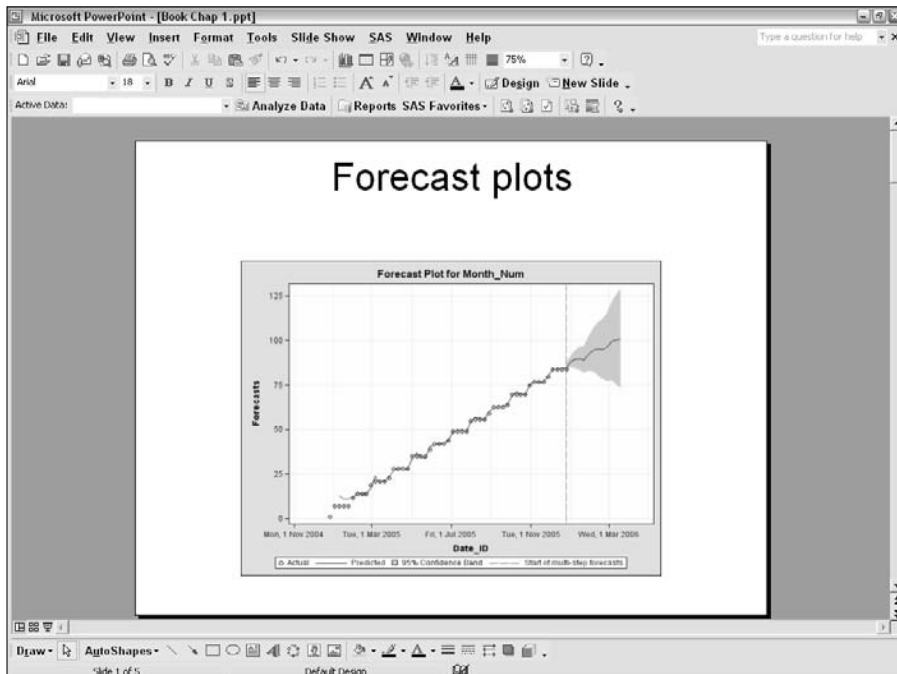 Microsoft PowerPoint - [Book Chap 1.ppt]
File Edit View Insert Format Tools Slide Show SAS Window Help
Type a question for help
75%
Arial 18 B I U S A A A Design New Slide
Active Data: Analyze Data Reports SAS Favorites
Forecast plots
Forecast Plot for Month_Num
125
100
75
50
25
0
Forecasts
Mon, 1 Nov 2004 Tue, 1 Mar 2005 Fri, 1 Jul 2005 Tue, 1 Nov 2005 Wed, 1 Mar 2006
Date_ID
Actual Predicted 95% Confidence Band Start of multi-step forecasts
Draw AutoShapes
Slide 1 of 5 Default Design